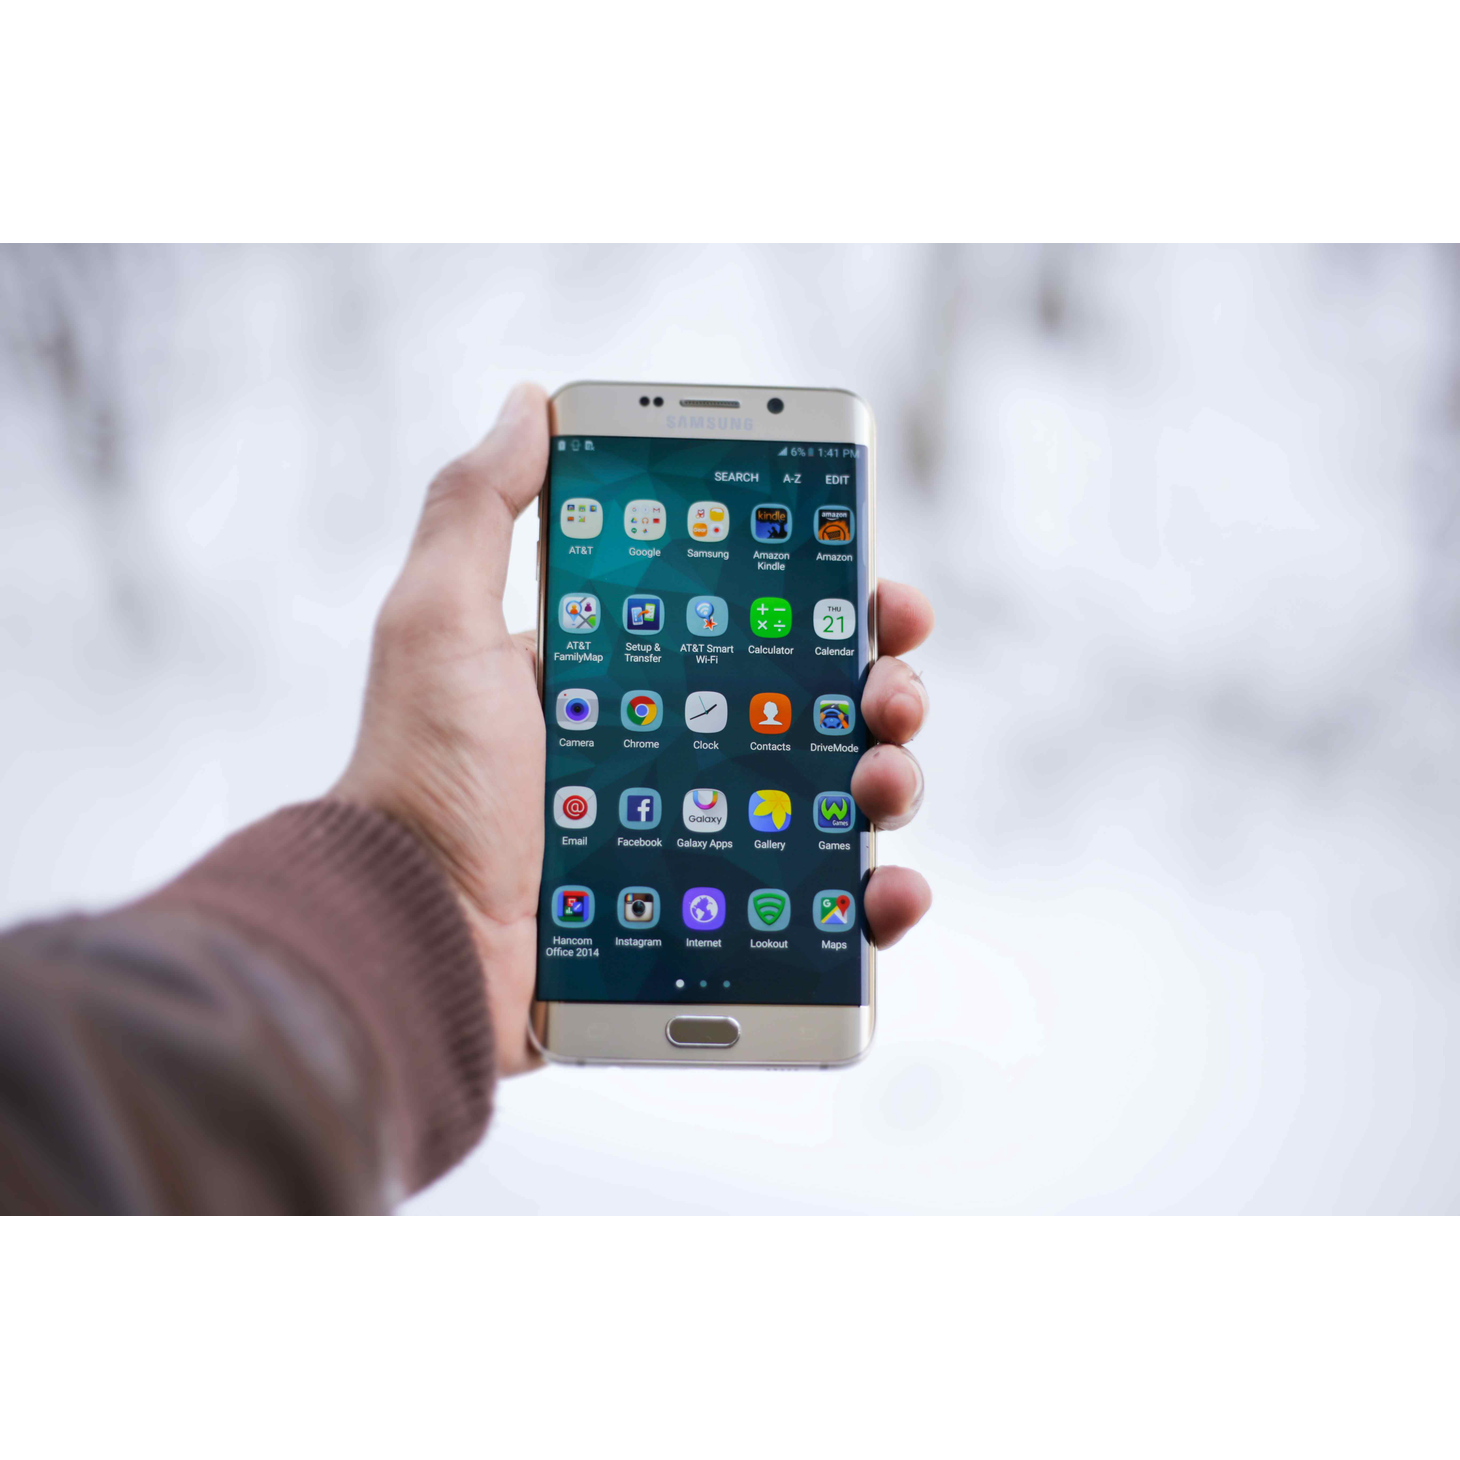 SAMSUNG
6% 1:41 PM
SEARCH A-Z EDIT
kindle amazon
AT&T Google Samsung Amazon Kindle Amazon
THU
21
AT&T FamilyMap Setup & Transfer AT&T Smart Wi-Fi Calculator Calendar
Camera Chrome Clock Contacts DriveMode
@ f Galaxy W Games
Email Facebook Galaxy Apps Gallery Games
G
Hancom Office 2014 Instagram Internet Lookout Maps